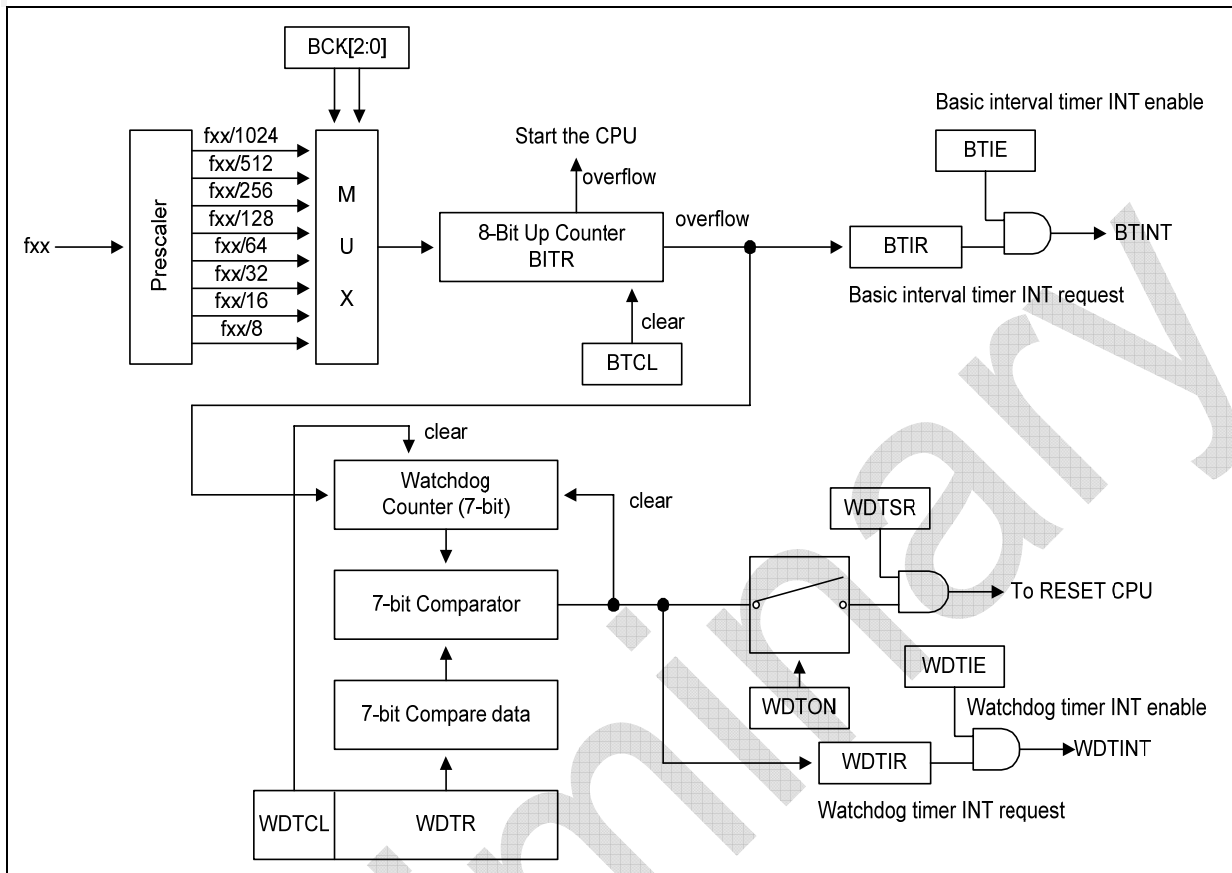 BCK[2:0]
Basic interval timer INT enable
fxx/1024
fxx/512
fxx/256
fxx/128
fxx/64
fxx/32
fxx/16
fxx/8
fxx
Prescaler
M
U
X
Start the CPU
overflow
8-Bit Up Counter
BITR
overflow
clear
BTCL
BTIE
BTIR
BTINT
Basic interval timer INT request
clear
Watchdog
Counter (7-bit)
clear
7-bit Comparator
7-bit Compare data
WDTCL
WDTR
WDTSR
To RESET CPU
WDTON
WDTIE
Watchdog timer INT enable
WDTIR
WDTINT
Watchdog timer INT request
minary